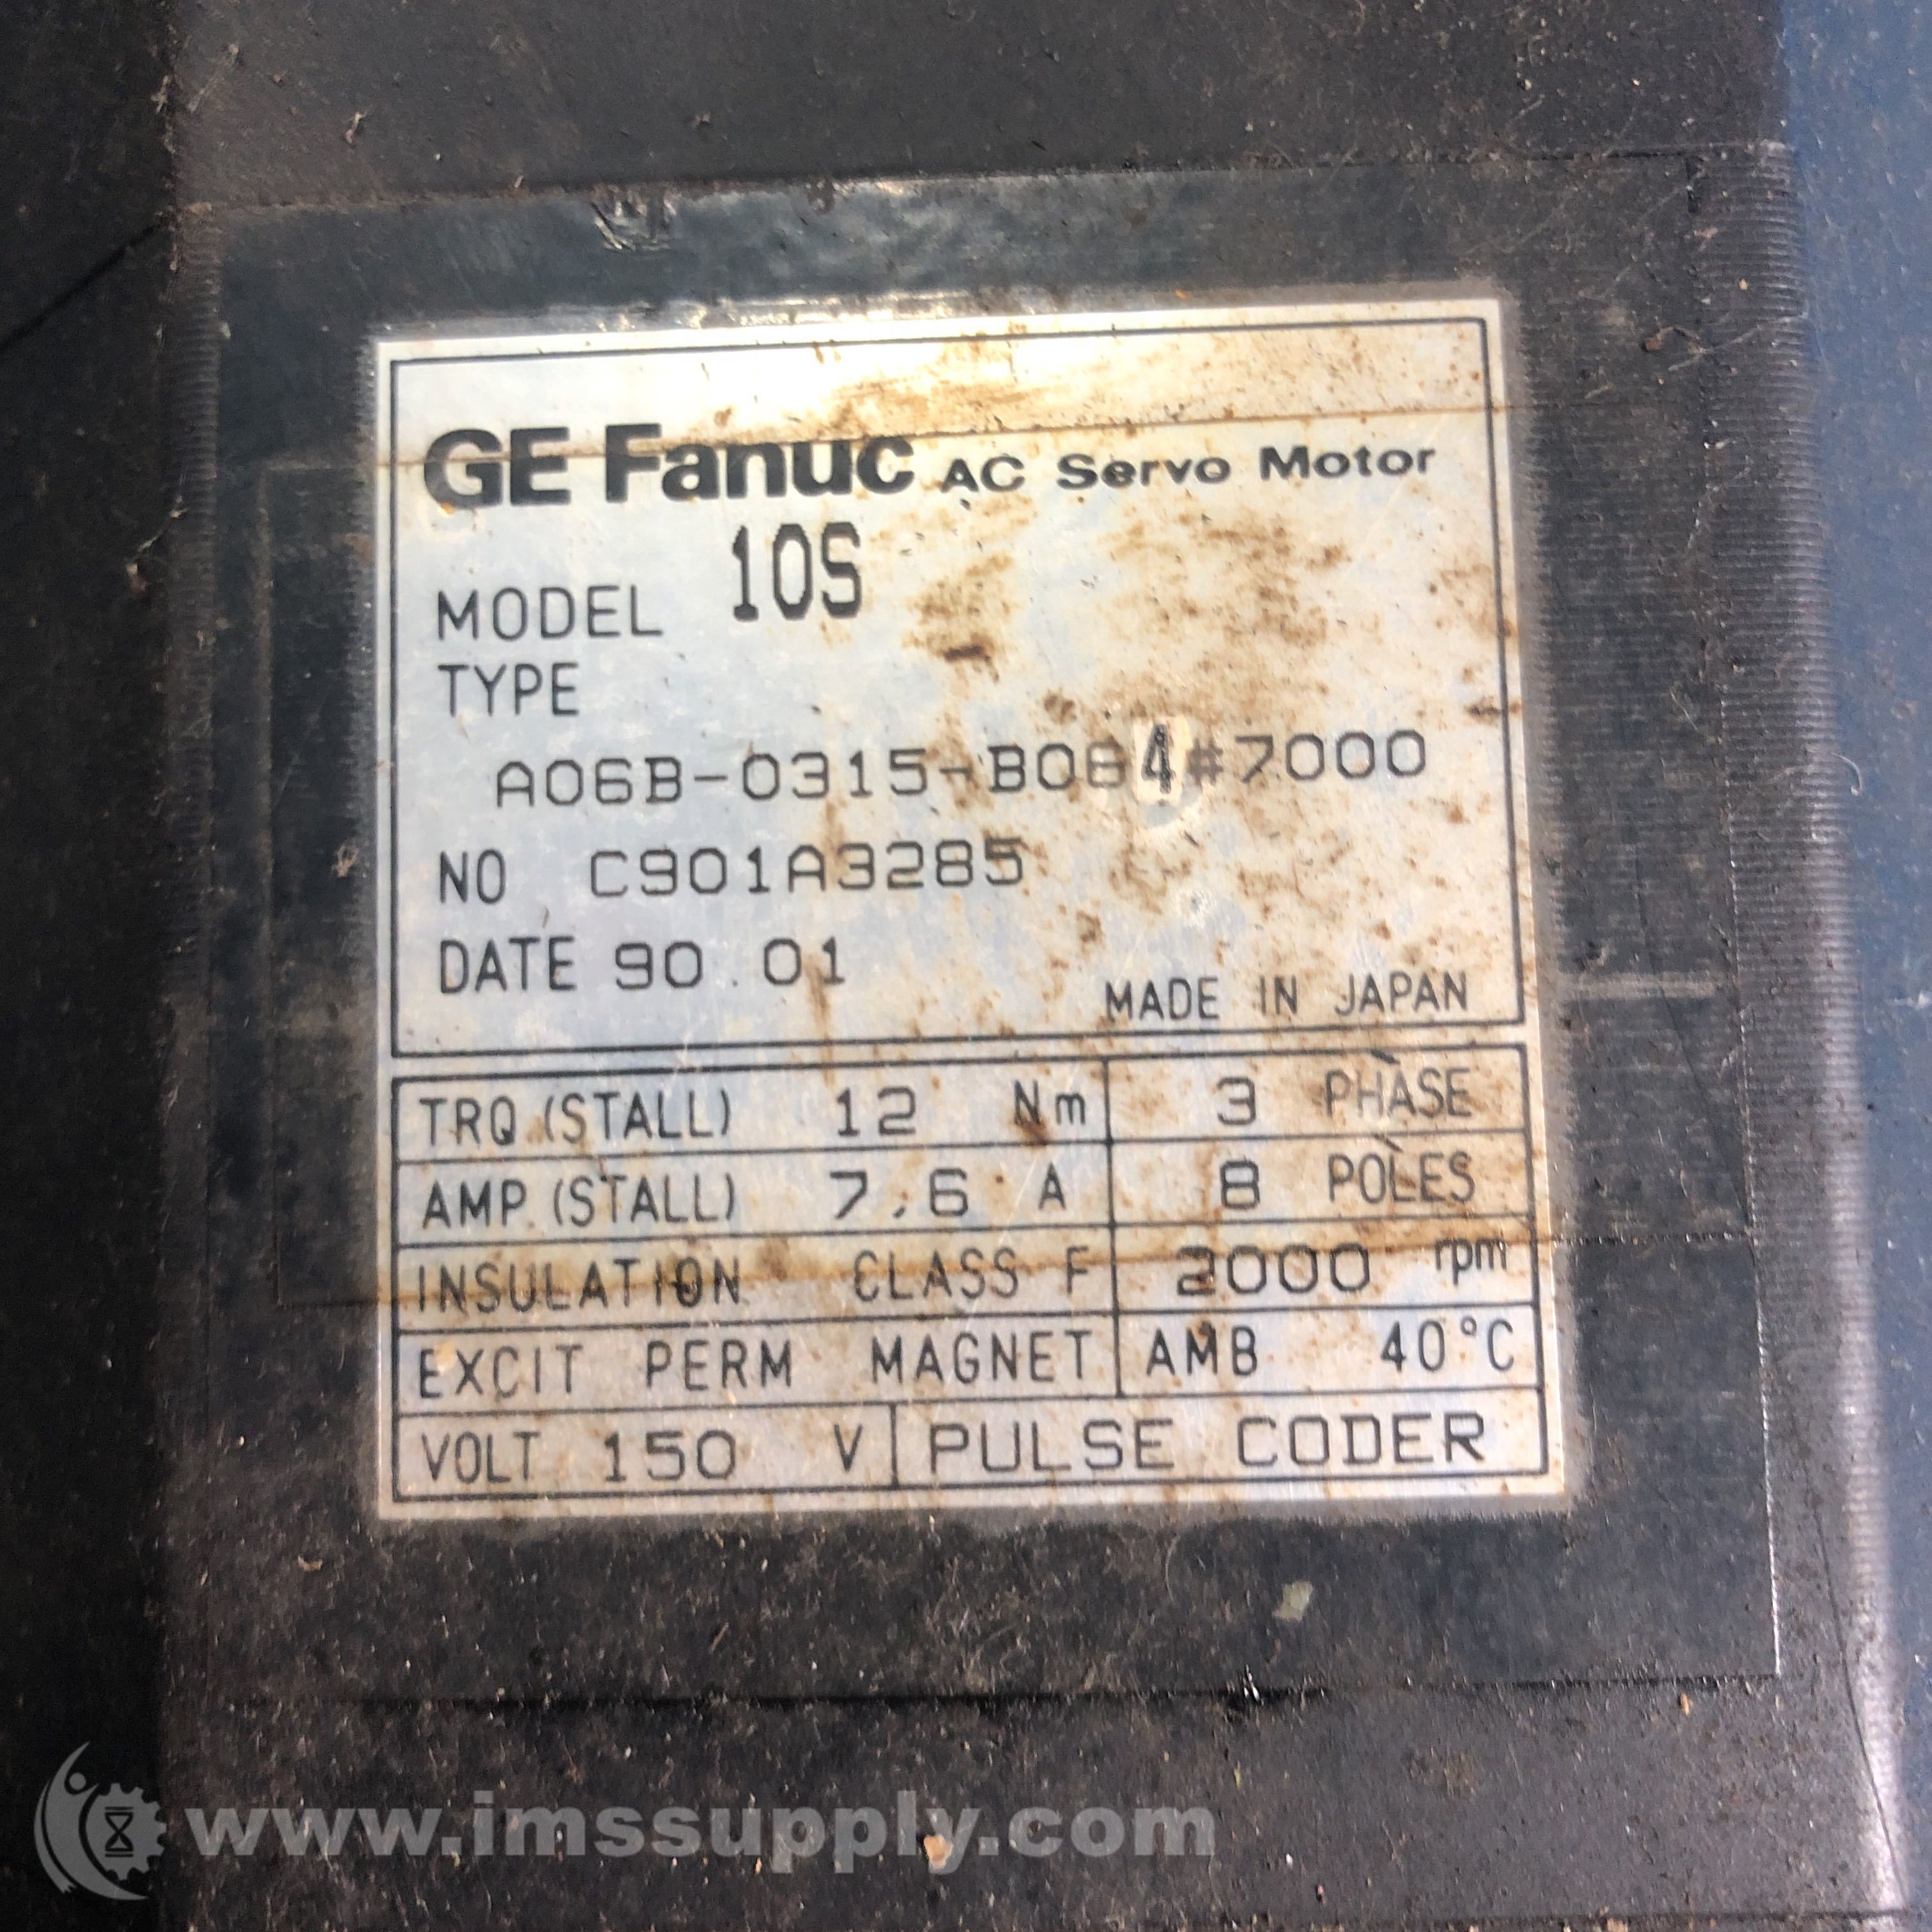 GE Fanuc AC Servo Motor
MODEL 10S
TYPE
A06B-0315-B084#7000
NO C901A3285
DATE 90.01
MADE IN JAPAN
TRQ (STALL) 12 Nm 3 PHASE
AMP. (STALL) 7.6 A 8 POLES
INSULATION CLASS F 2000 rpm
EXCIT PERM MAGNET AMB 40°C
VOLT 150 V PULSE CODER
www.imssupply.com